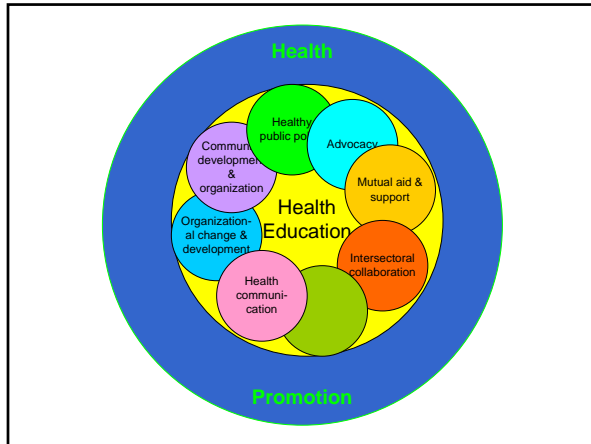 Health
Healthy
public po
Advocacy
Commun
developmen
&
organization
Mutual aid &
support
Health
Education
Organization-
al change &
development
Intersectoral
collaboration
Health
communi-
cation
Promotion